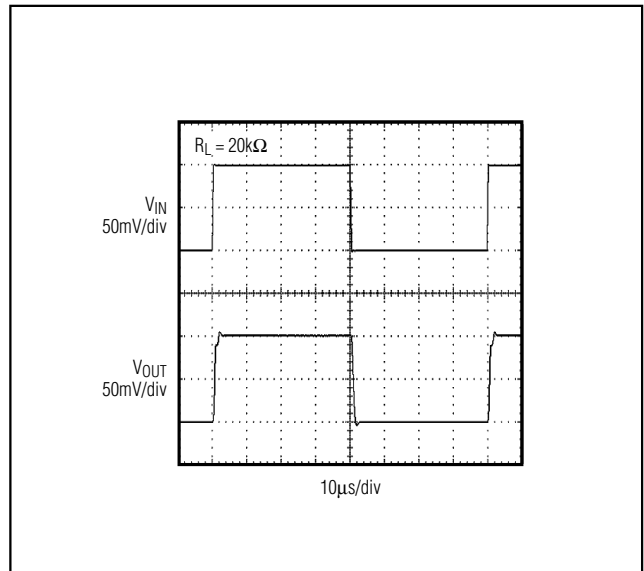 R_L = 20kΩ
V_IN
50mV/div
V_OUT
50mV/div
10μs/div